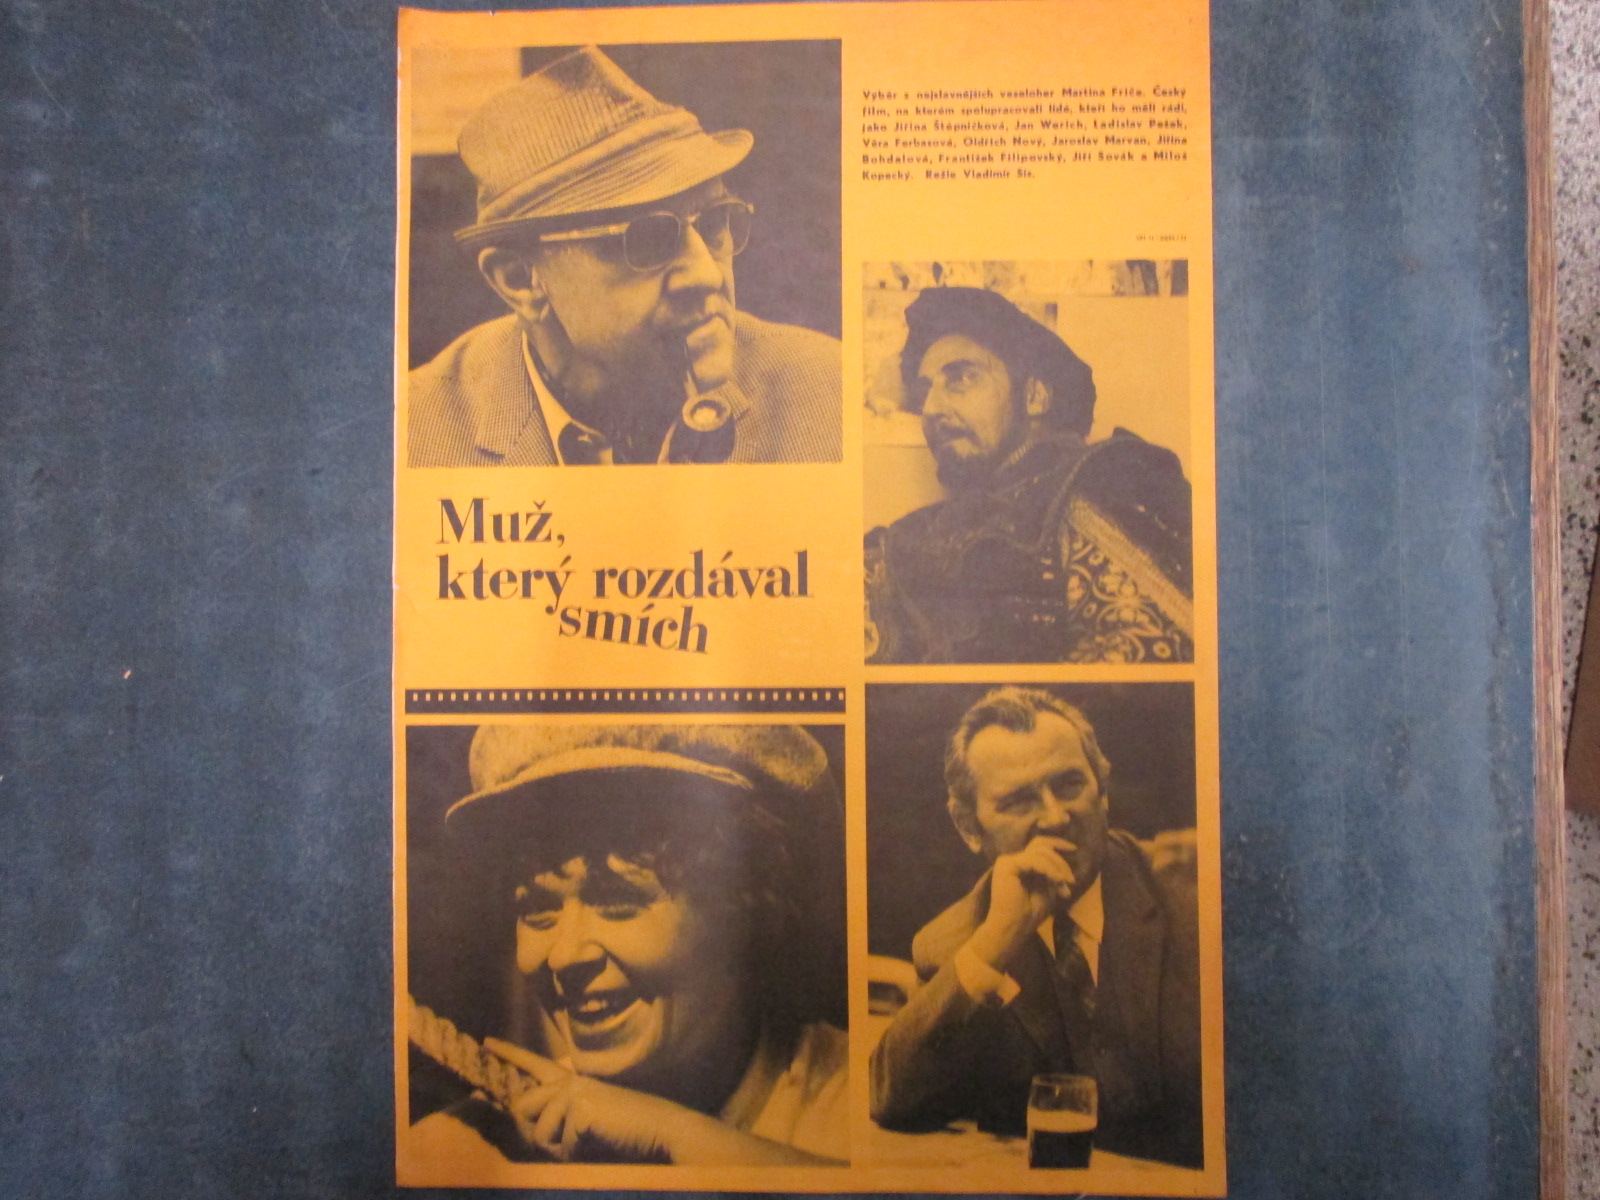 Výběr z nejslavnějších veseloher Martina Friče. Český
film, na kterém spolupracovali lidé, kteří ho měli rádi,
jako Jiřina Štěpničková, Jan Werich, Ladislav Pešek,
Věra Ferbasová, Oldřich Nový, Jaroslav Marvan, Jiřina
Bohdalová, František Filipovský, Jiří Sovák a Miloš
Kopecký. Režie Vladimír Sís.
Muž,
který rozdával
smích